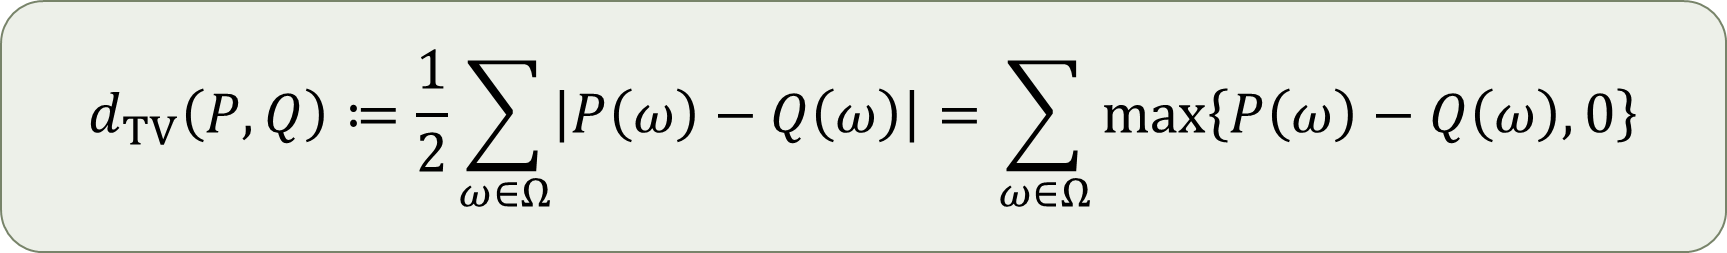 d_TV(P, Q) ≔ 1/2 ∑_{ω∈Ω} |P(ω) − Q(ω)| = ∑_{ω∈Ω} max{P(ω) − Q(ω), 0}